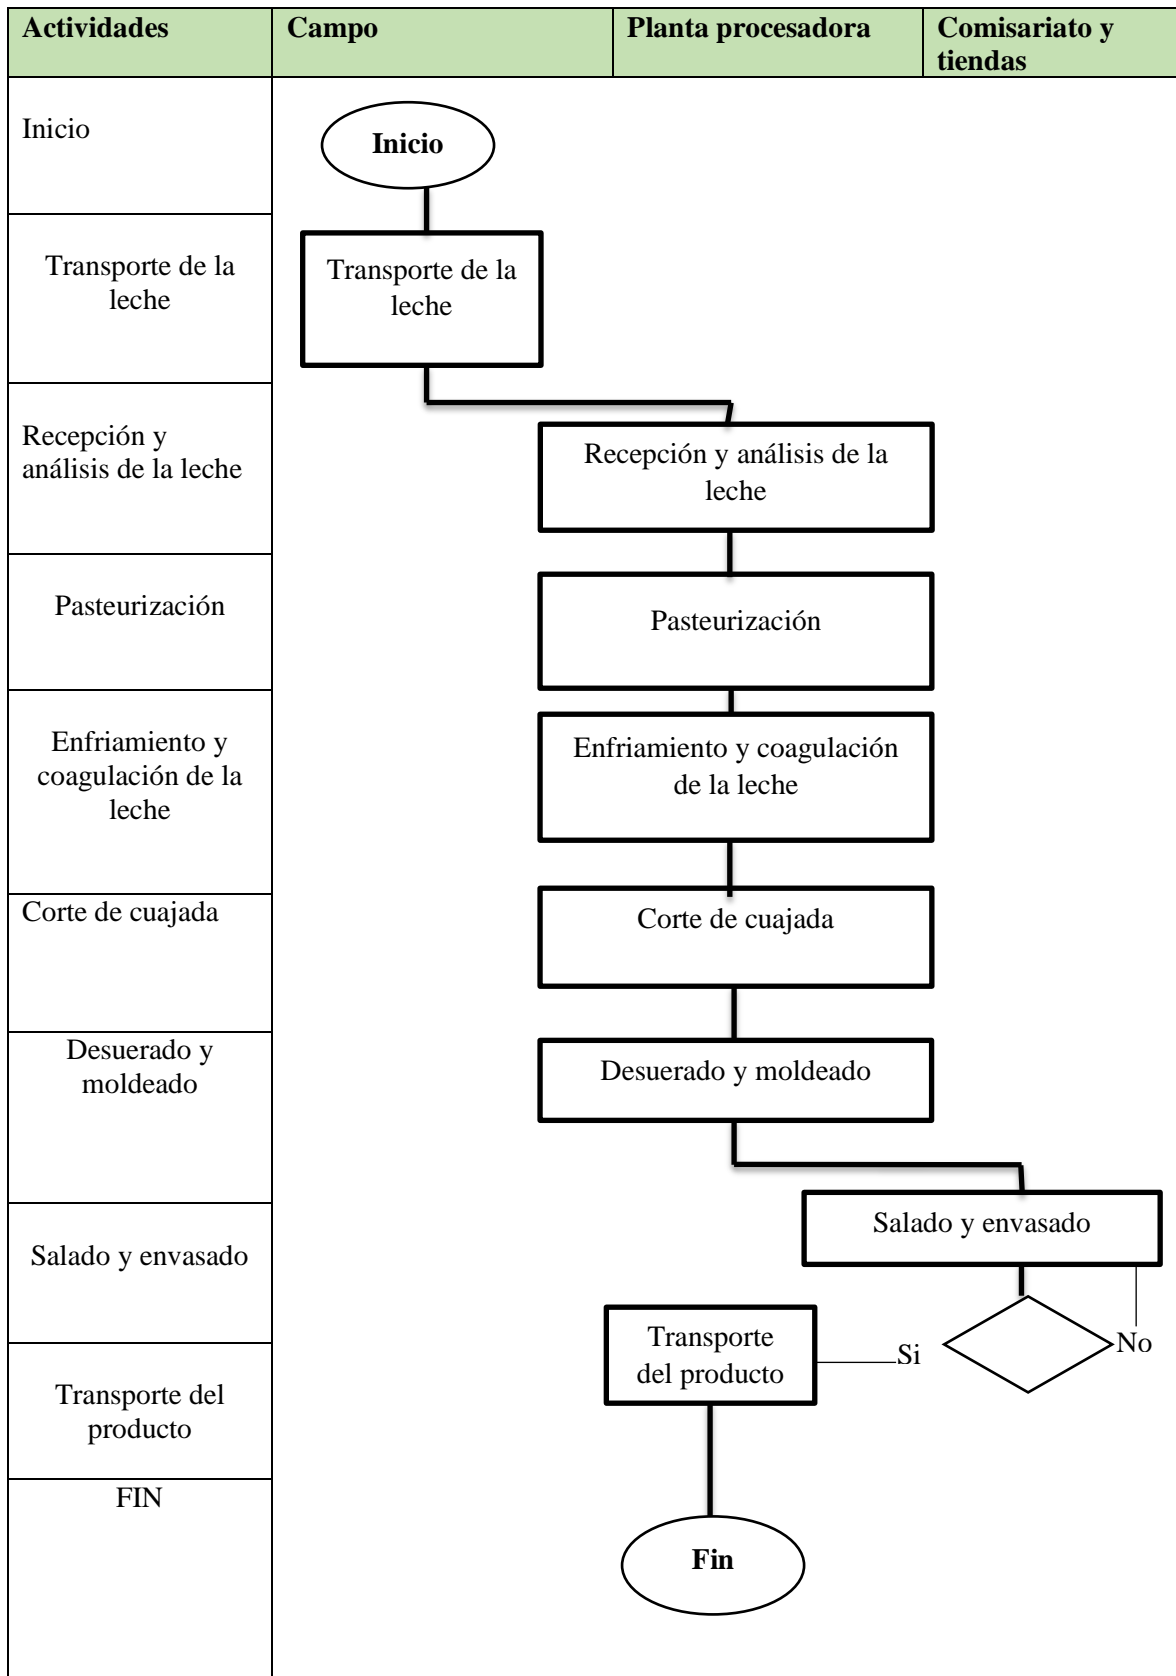 Actividades
Campo
Planta procesadora
Comisariato y
tiendas
Inicio
Inicio
Transporte de la
leche
Transporte de la
leche
Recepción y
análisis de la leche
Recepción y análisis de la
leche
Pasteurización
Pasteurización
Enfriamiento y
coagulación de la
leche
Enfriamiento y coagulación
de la leche
Corte de cuajada
Corte de cuajada
Desuerado y
moldeado
Desuerado y moldeado
Salado y envasado
Salado y envasado
No
Si
Transporte del
producto
Transporte
del producto
FIN
Fin